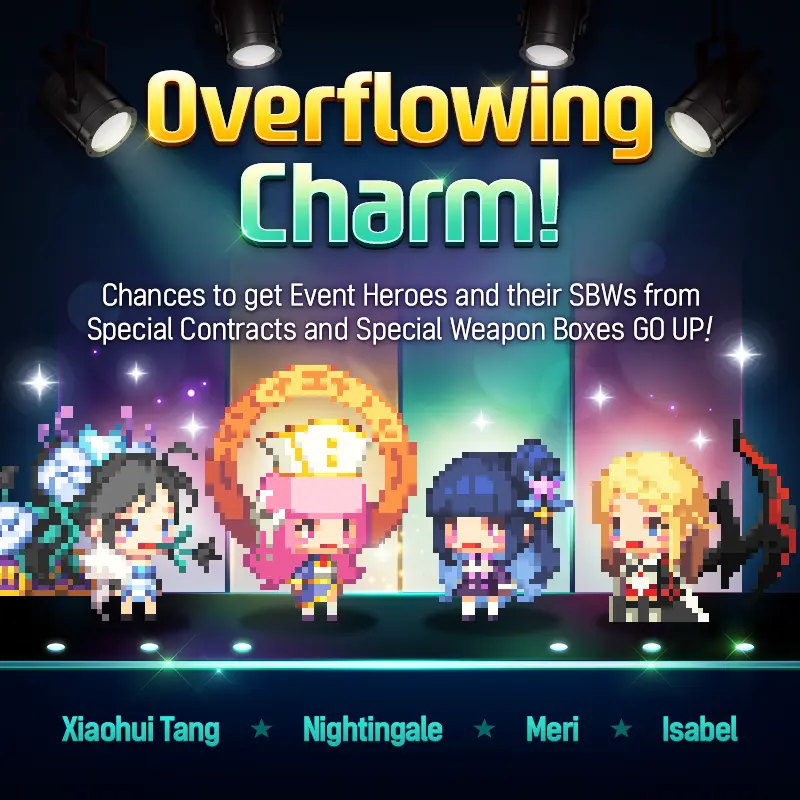 Overflowing
Charm!
Chances to get Event Heroes and their SBWs from
Special Contracts and Special Weapon Boxes GO UP!
Xiaohui Tang ★ Nightingale ★ Meri ★ Isabel